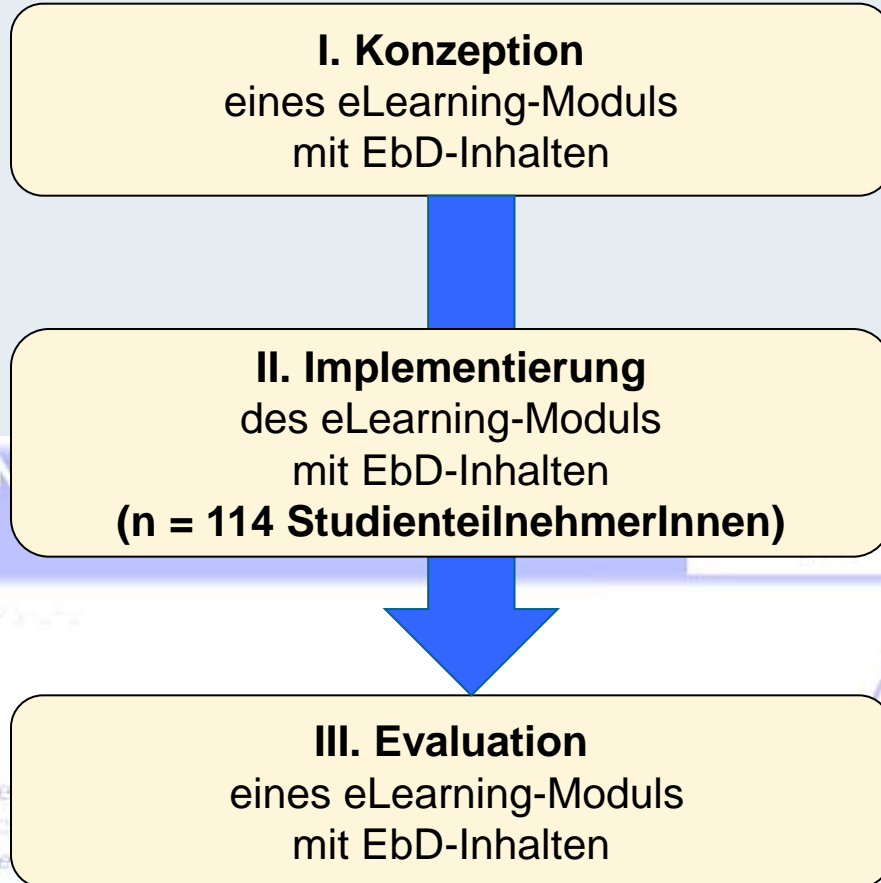 I. Konzeption
eines eLearning-Moduls
mit EbD-Inhalten
II. Implementierung
des eLearning-Moduls
mit EbD-Inhalten
(n = 114 StudienteilnehmerInnen)
III. Evaluation
eines eLearning-Moduls
mit EbD-Inhalten